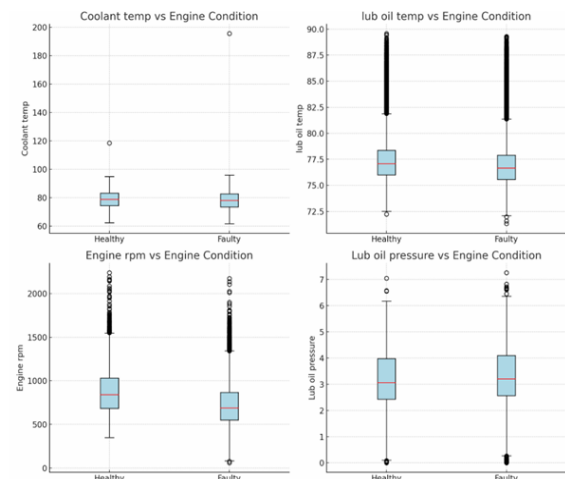 Coolant temp vs Engine Condition
200
180
160
140
120
100
80
60
Coolant temp
Healthy
Faulty
lub oil temp vs Engine Condition
90.0
87.5
85.0
82.5
80.0
77.5
75.0
72.5
lub oil temp
Healthy
Faulty
Engine rpm vs Engine Condition
2000
1500
1000
500
0
Engine rpm
Healthy
Faulty
Lub oil pressure vs Engine Condition
7
6
5
4
3
2
1
0
Lub oil pressure
Healthy
Faulty